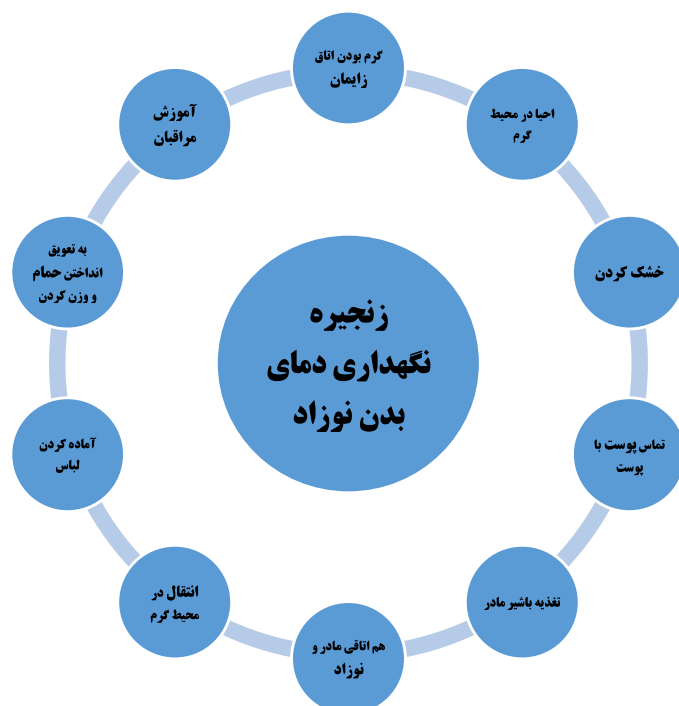 گرم بودن اتاق
زایمان
احیا در محیط
گرم
خشک کردن
تماس پوست با
پوست
تغذیه باشیر مادر
هم اتاقی مادر و
نوزاد
انتقال در
محیط گرم
آماده کردن
لباس
به تعویق
انداختن حمام
و وزن کردن
آموزش
مراقبان
زنجیره
نگهداری دمای
بدن نوزاد